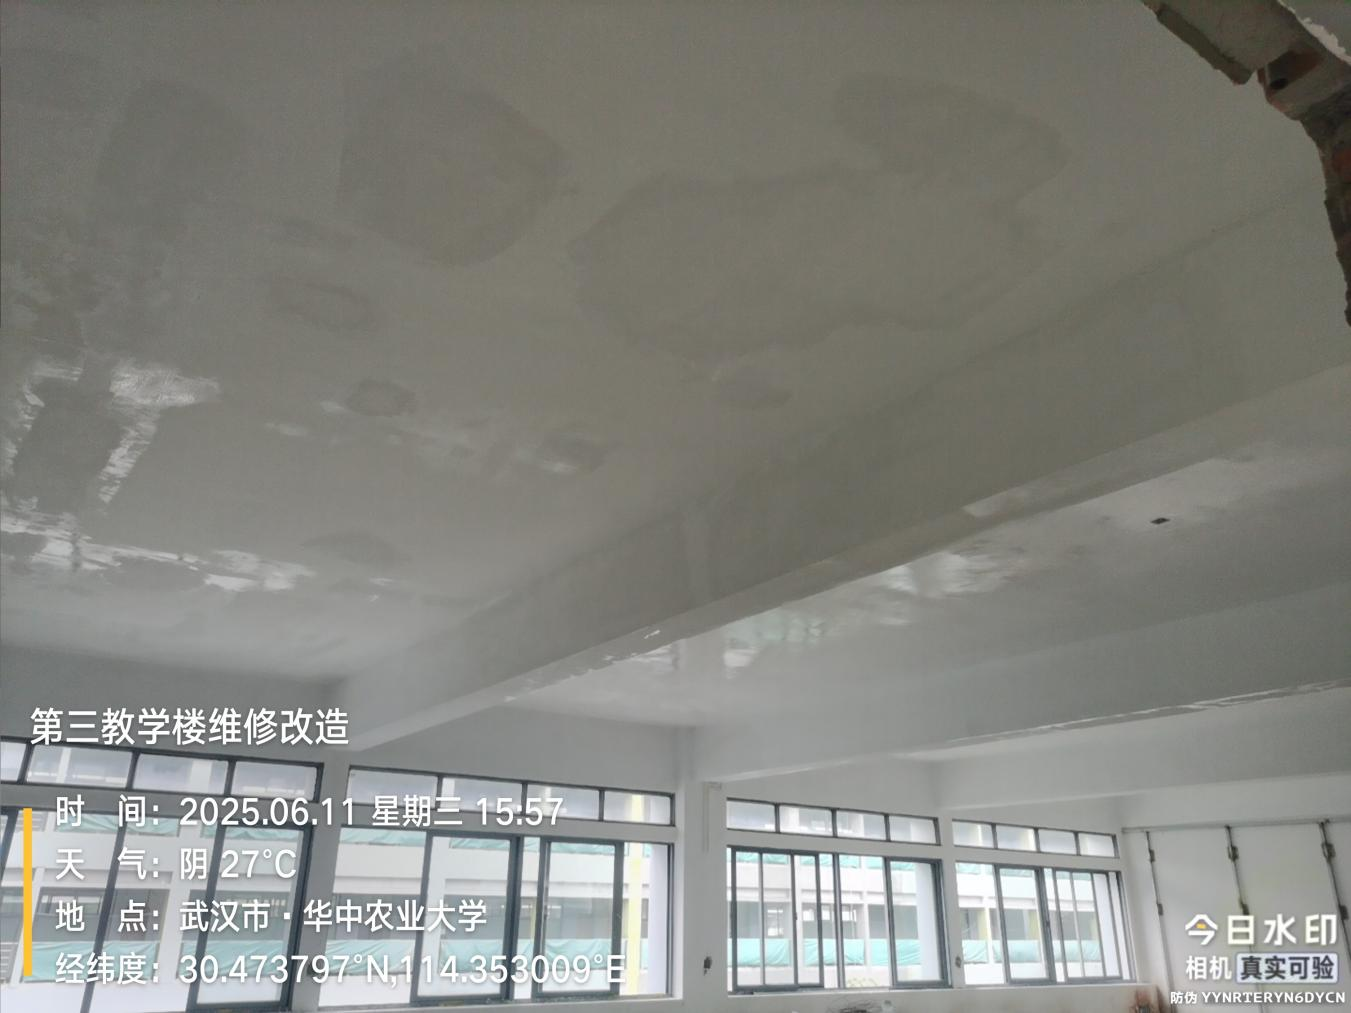 第三教学楼维修改造
时 间：2025.06.11 星期三 15:57
天 气：阴 27°C
地 点：武汉市·华中农业大学
经纬度：30.473797°N,114.353009°E
今日水印
相机 真实可验
防伪 YYNRTERYN6DYCN